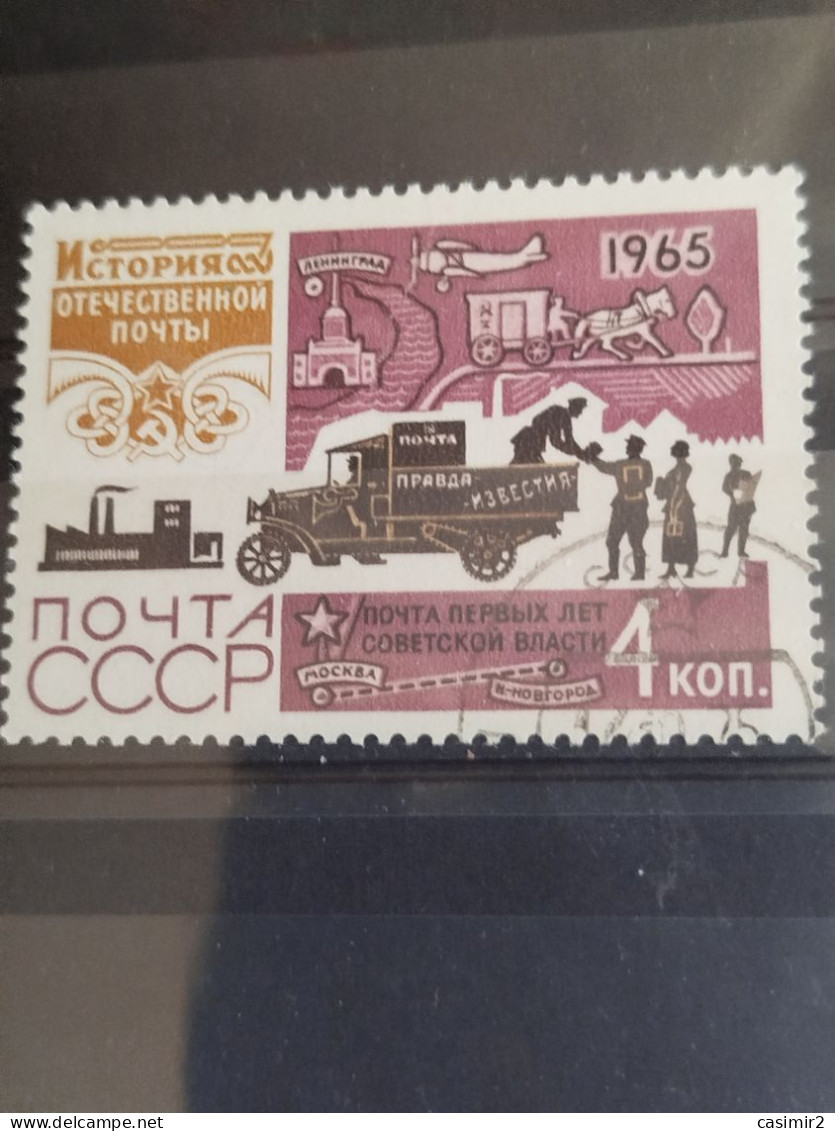 История
ОТЕЧЕСТВЕННОЙ
ПОЧТЫ
ЛЕНИНГРАД
1965
ПОЧТА
ПРАВДА -ИЗВЕСТИЯ-
ПОЧТА
СССР
ПОЧТА ПЕРВЫХ ЛЕТ
СОВЕТСКОЙ ВЛАСТИ
МОСКВА
Н-НОВГОРОД
4 КОП.
www.delcampe.net
casimir2